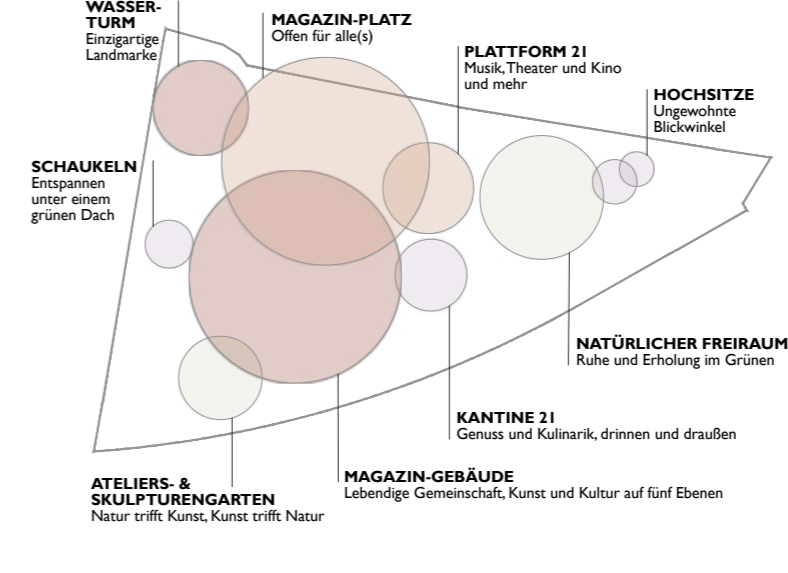 WASSER-
TURM
Einzigartige
Landmarke
MAGAZIN-PLATZ
Offen für alle(s)
PLATTFORM 21
Musik, Theater und Kino
und mehr
HOCHSITZE
Ungewohnte
Blickwinkel
SCHAUKELN
Entspannen
unter einem
grünen Dach
NATÜRLICHER FREIRAUM
Ruhe und Erholung im Grünen
KANTINE 21
Genuss und Kulinarik, drinnen und draußen
MAGAZIN-GEBÄUDE
Lebendige Gemeinschaft, Kunst und Kultur auf fünf Ebenen
ATELIERS- &
SKULPTURENGARTEN
Natur trifft Kunst, Kunst trifft Natur